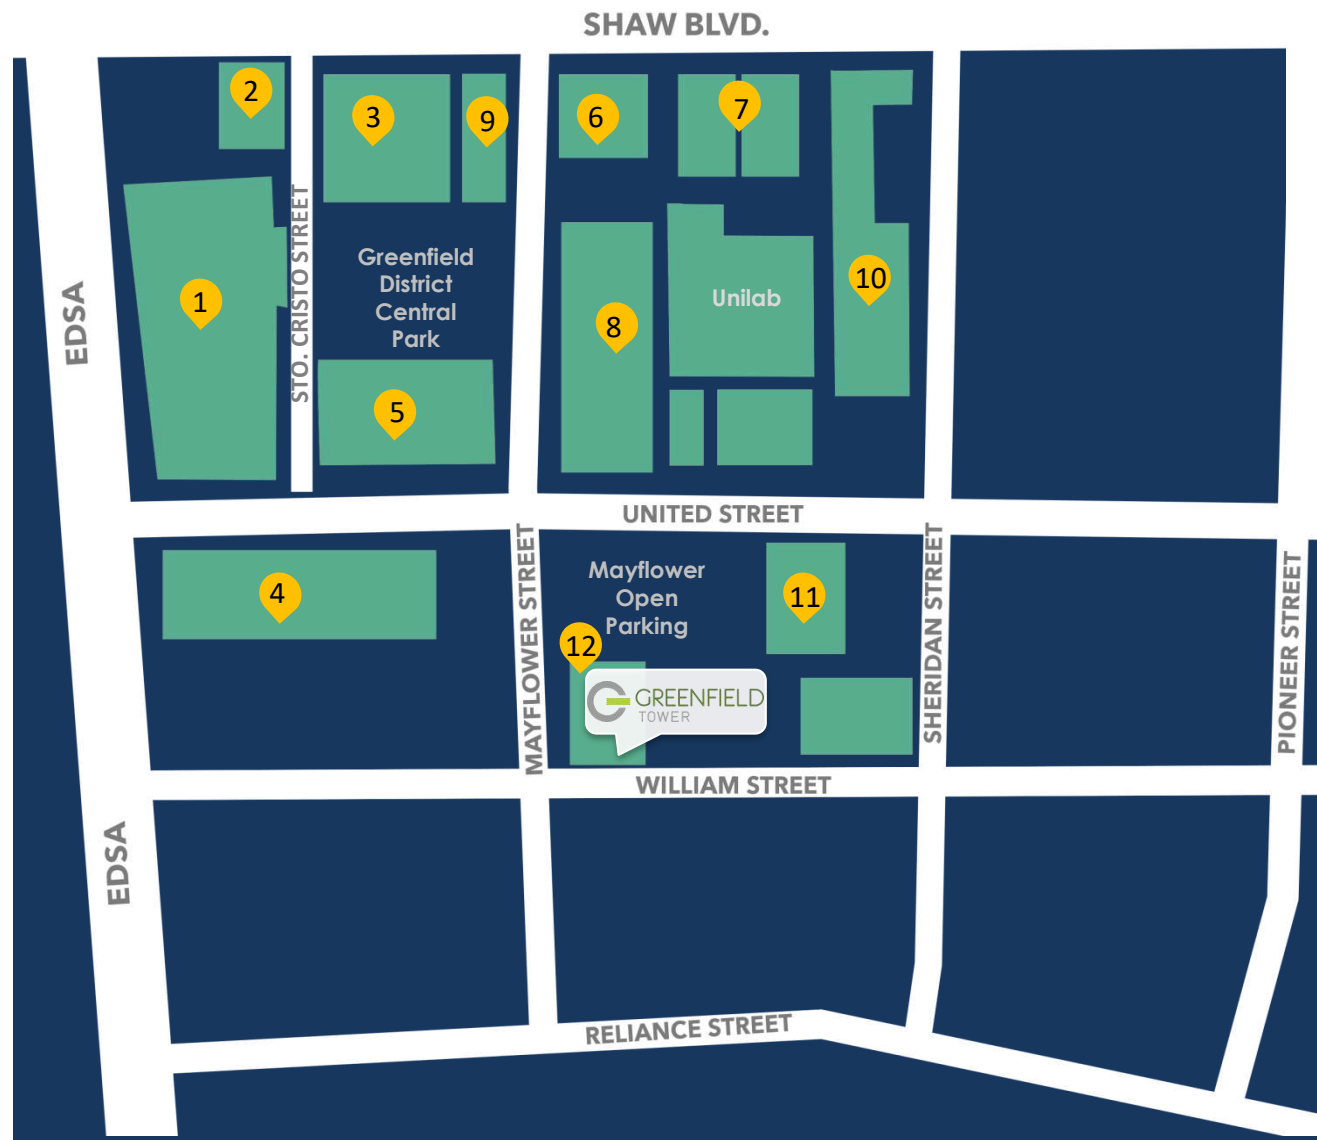 SHAW BLVD.
2
3
9
6
7
10
1
EDSA
STO. CRISTO STREET
Greenfield
District
Central
Park
5
8
Unilab
UNITED STREET
4
MAYFLOWER STREET
Mayflower
Open
Parking
11
12
GREENFIELD
TOWER
SHERIDAN STREET
PIONEER STREET
WILLIAM STREET
EDSA
RELIANCE STREET